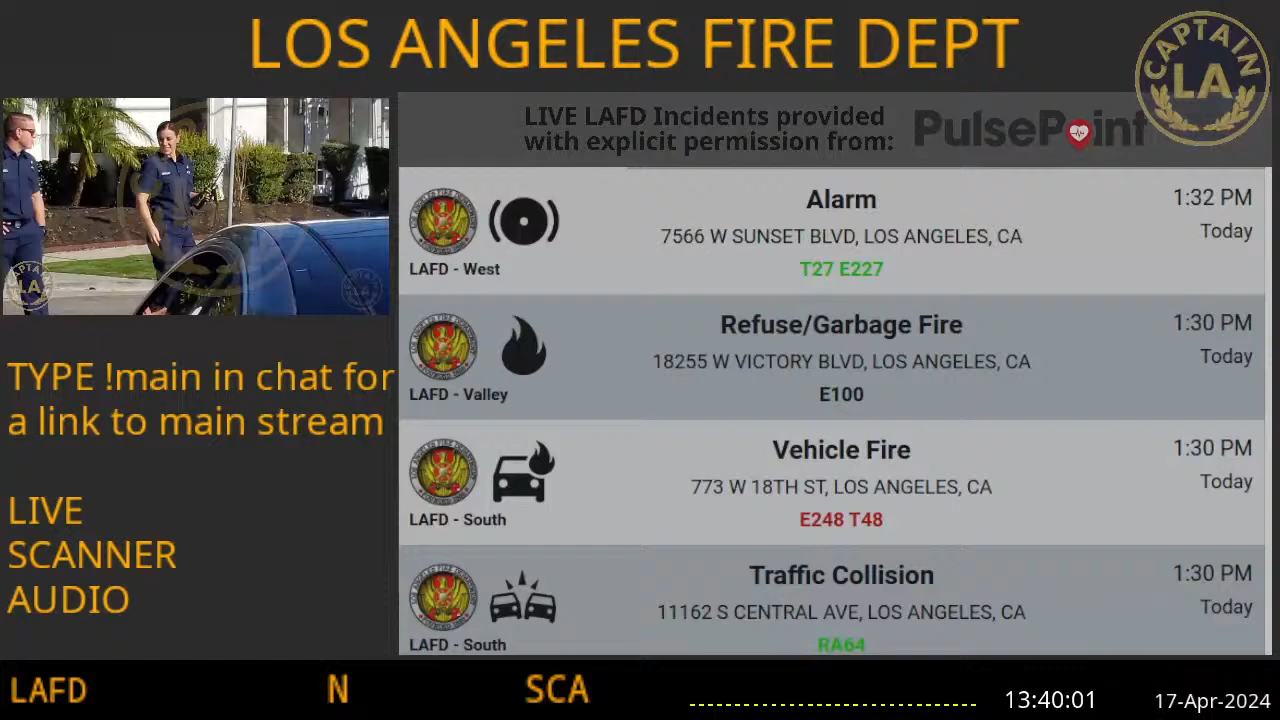 LOS ANGELES FIRE DEPT
CAPTAIN
LA
LIVE LAFD Incidents provided
with explicit permission from:
PulsePoint
Alarm
1:32 PM
7566 W SUNSET BLVD, LOS ANGELES, CA
Today
LAFD - West
T27 E227
Refuse/Garbage Fire
1:30 PM
18255 W VICTORY BLVD, LOS ANGELES, CA
Today
LAFD - Valley
E100
Vehicle Fire
1:30 PM
773 W 18TH ST, LOS ANGELES, CA
Today
LAFD - South
E248 T48
Traffic Collision
1:30 PM
11162 S CENTRAL AVE, LOS ANGELES, CA
Today
LAFD - South
RA64
CAPTAIN
LA
TYPE !main in chat for
a link to main stream
LIVE
SCANNER
AUDIO
LAFD N SCA
13:40:01 17-Apr-2024